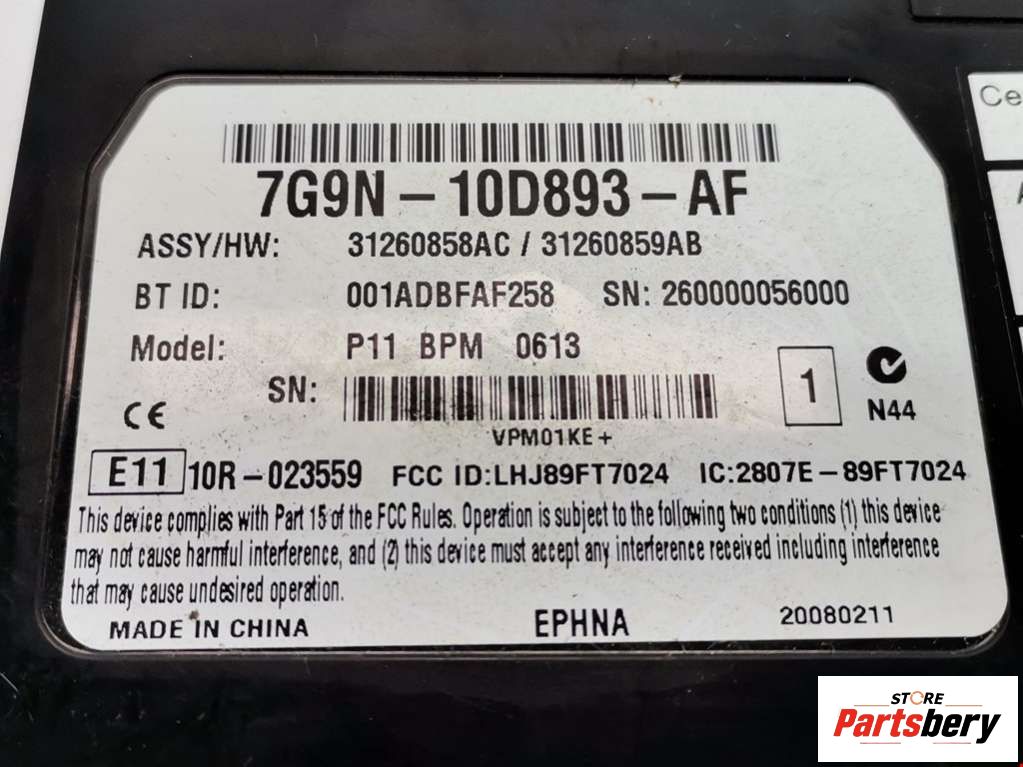 7G9N - 10D893 - AF
ASSY/HW: 31260858AC / 31260859AB
BT ID: 001ADBFAF258 SN: 260000056000
Model: P11 BPM 0613
SN:
1
N44
CE
VPM01KE+
E11 10R-023559 FCC ID:LHJ89FT7024 IC:2807E-89FT7024
This device complies with Part 15 of the FCC Rules. Operation is subject to the following two conditions (1) this device
may not cause harmful interference, and (2) this device must accept any interference received including interference
that may cause undesired operation.
MADE IN CHINA EPHNA 20080211
STORE
Partsbery